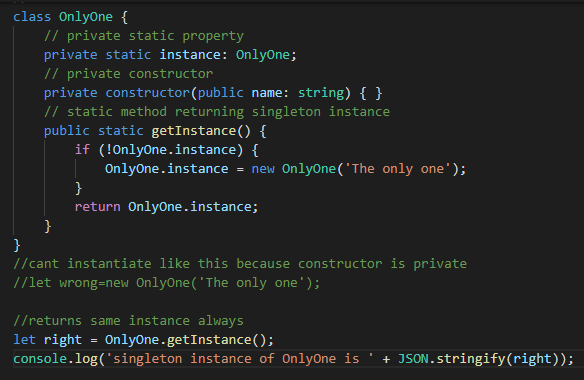 class OnlyOne {
    // private static property
    private static instance: OnlyOne;
    // private constructor
    private constructor(public name: string) { }
    // static method returning singleton instance
    public static getInstance() {
        if (!OnlyOne.instance) {
            OnlyOne.instance = new OnlyOne('The only one');
        }
        return OnlyOne.instance;
    }
}
//cant instantiate like this because constructor is private
//let wrong=new OnlyOne('The only one');

//returns same instance always
let right = OnlyOne.getInstance();
console.log('singleton instance of OnlyOne is ' + JSON.stringify(right));